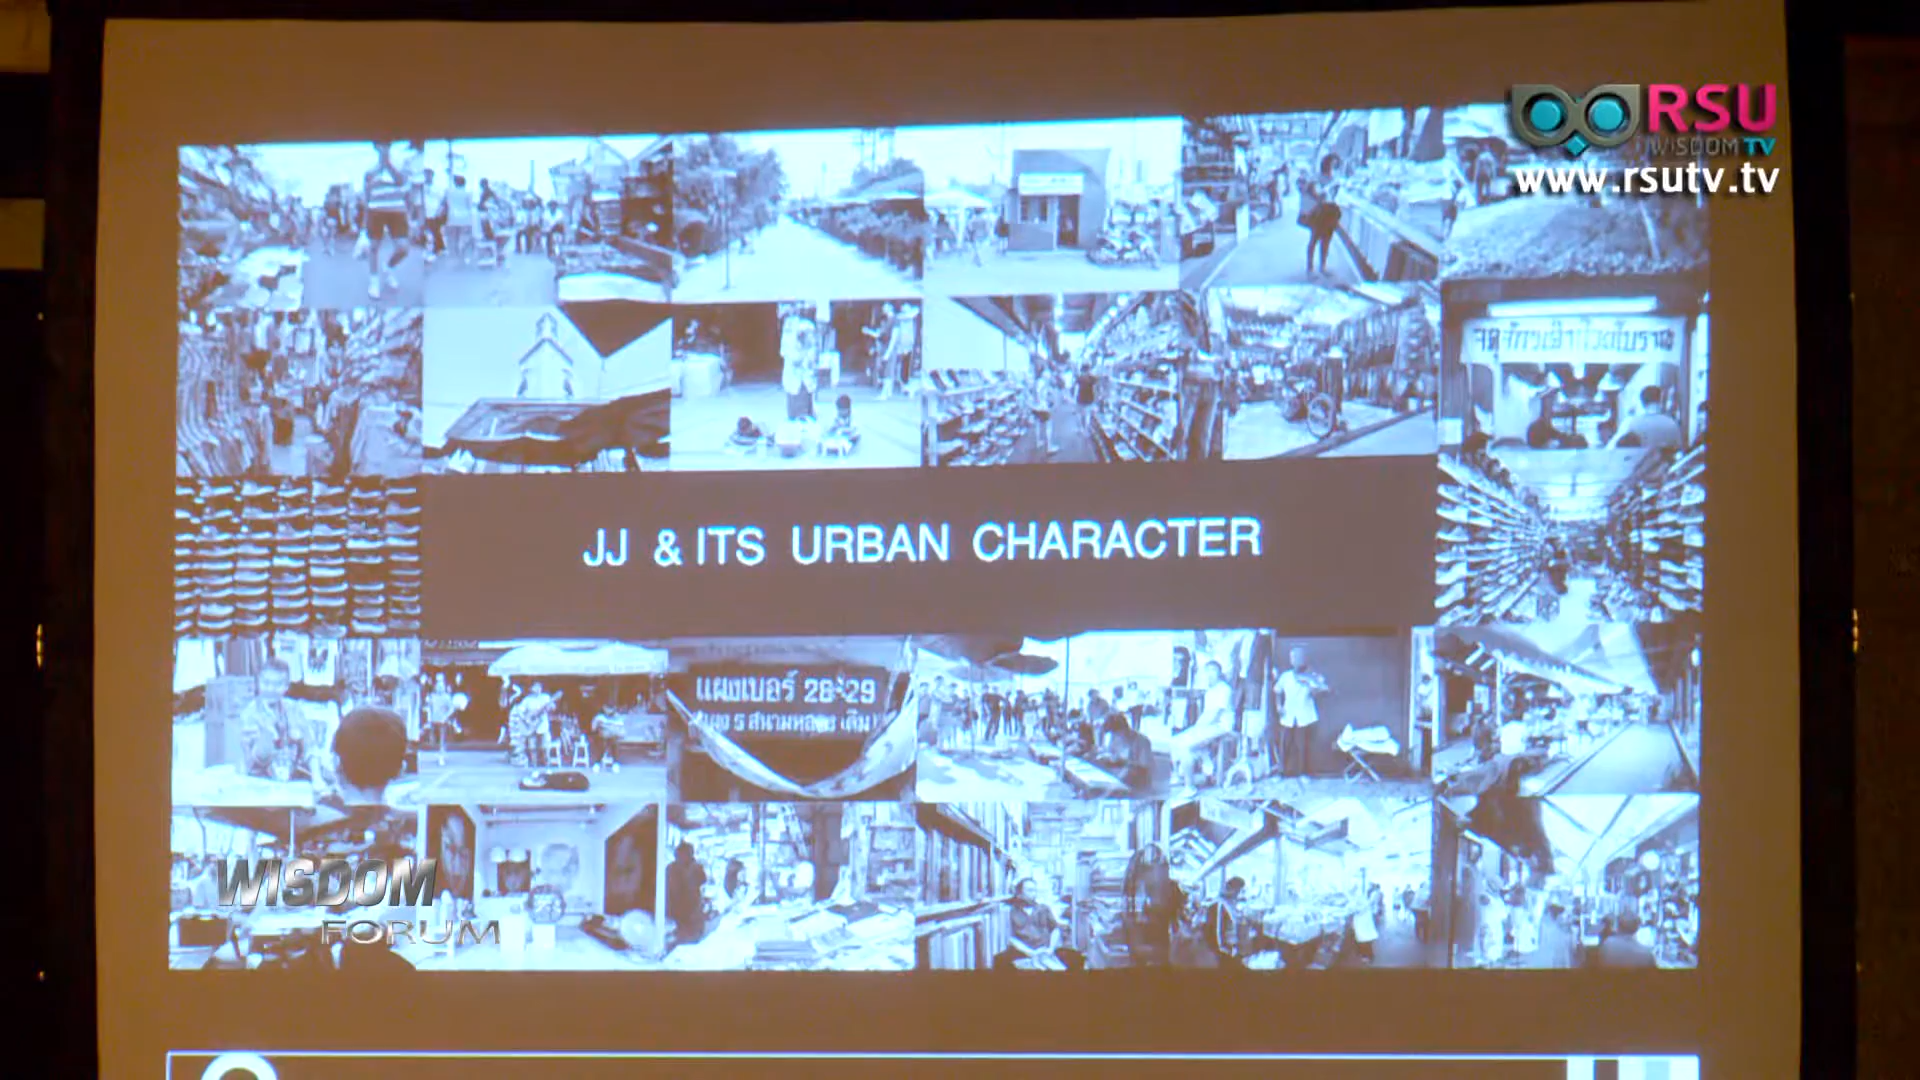 RSU
WISDOM TV
www.rsutv.tv
JJ & ITS URBAN CHARACTER
แผงเบอร์ 28-29
WISDOM
FORUM